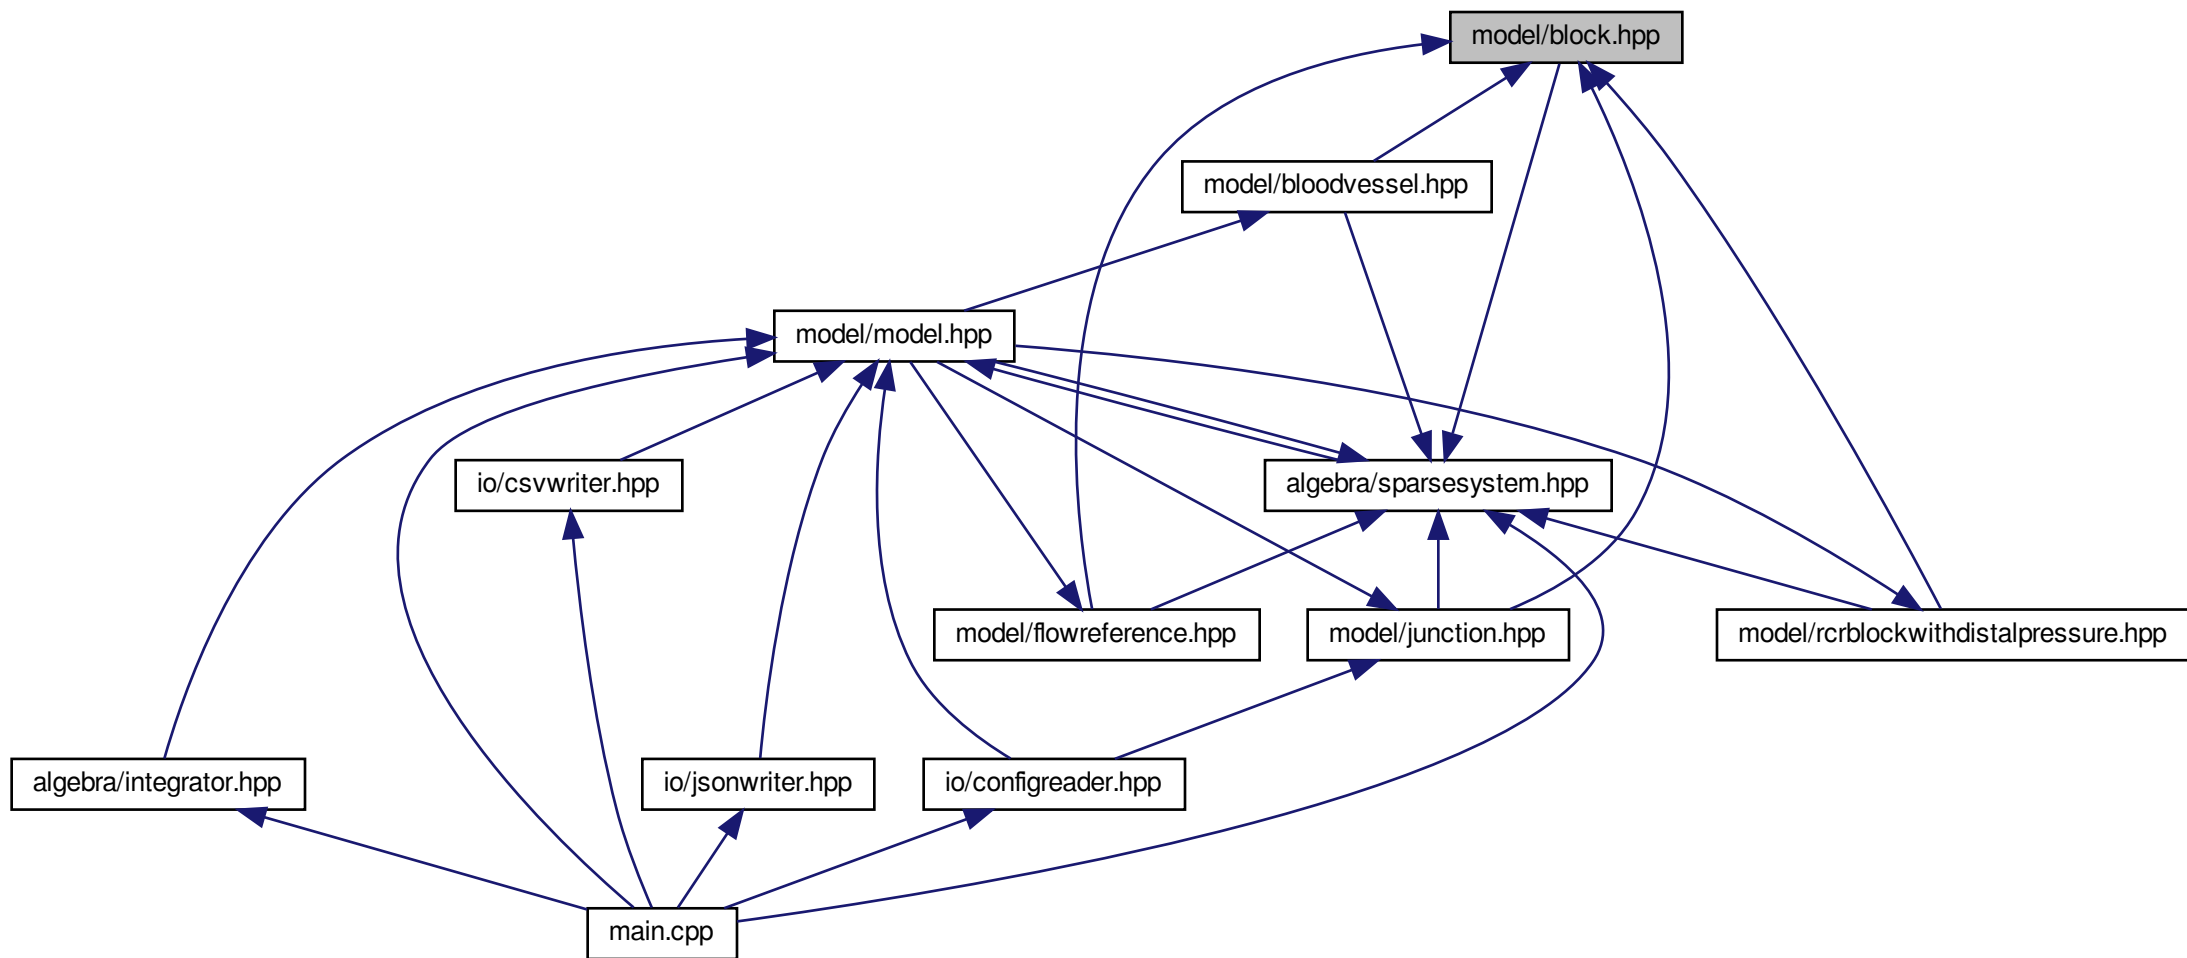 model/block.hpp
model/bloodvessel.hpp
model/model.hpp
io/csvwriter.hpp
algebra/sparsesystem.hpp
model/flowreference.hpp
model/junction.hpp
model/rcrblockwithdistalpressure.hpp
algebra/integrator.hpp
io/jsonwriter.hpp
io/configreader.hpp
main.cpp